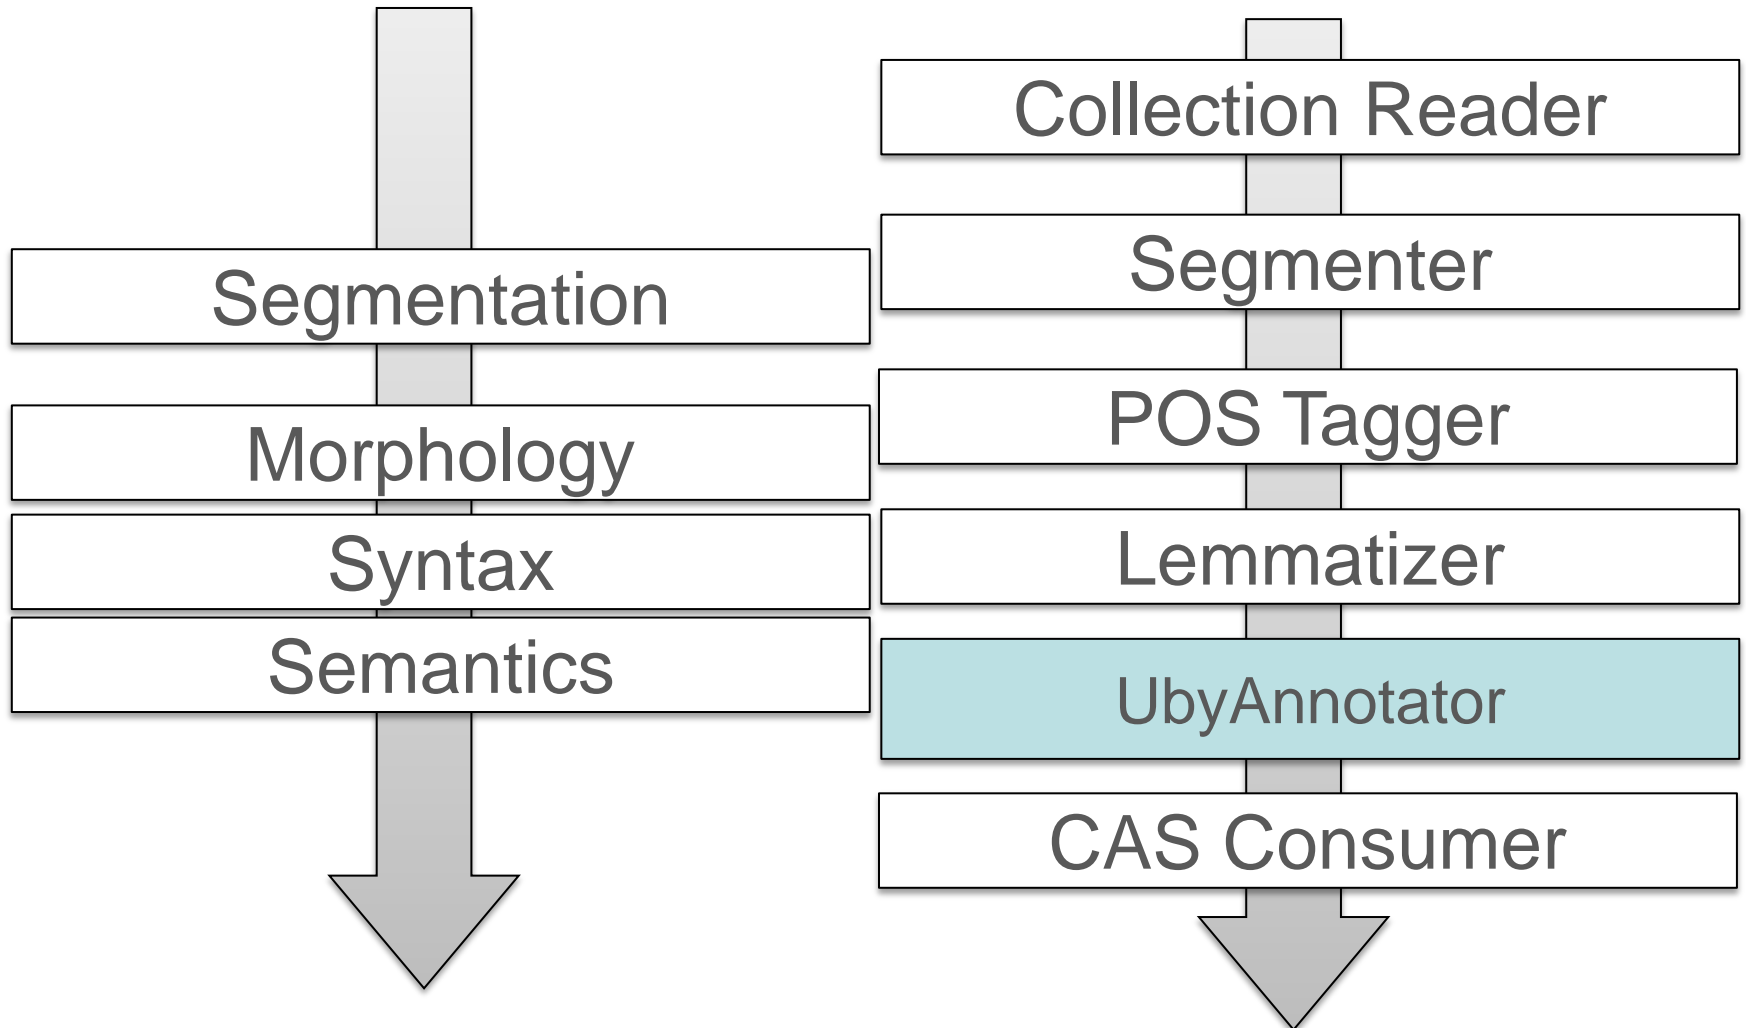 Segmentation
Morphology
Syntax
Semantics
Collection Reader
Segmenter
POS Tagger
Lemmatizer
UbyAnnotator
CAS Consumer